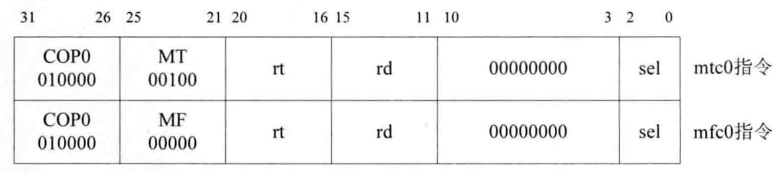 31 26 25 21 20 16 15 11 10 3 2 0
COP0 MT
010000 00100 rt rd 00000000 sel mtc0指令
COP0 MF
010000 00000 rt rd 00000000 sel mfc0指令